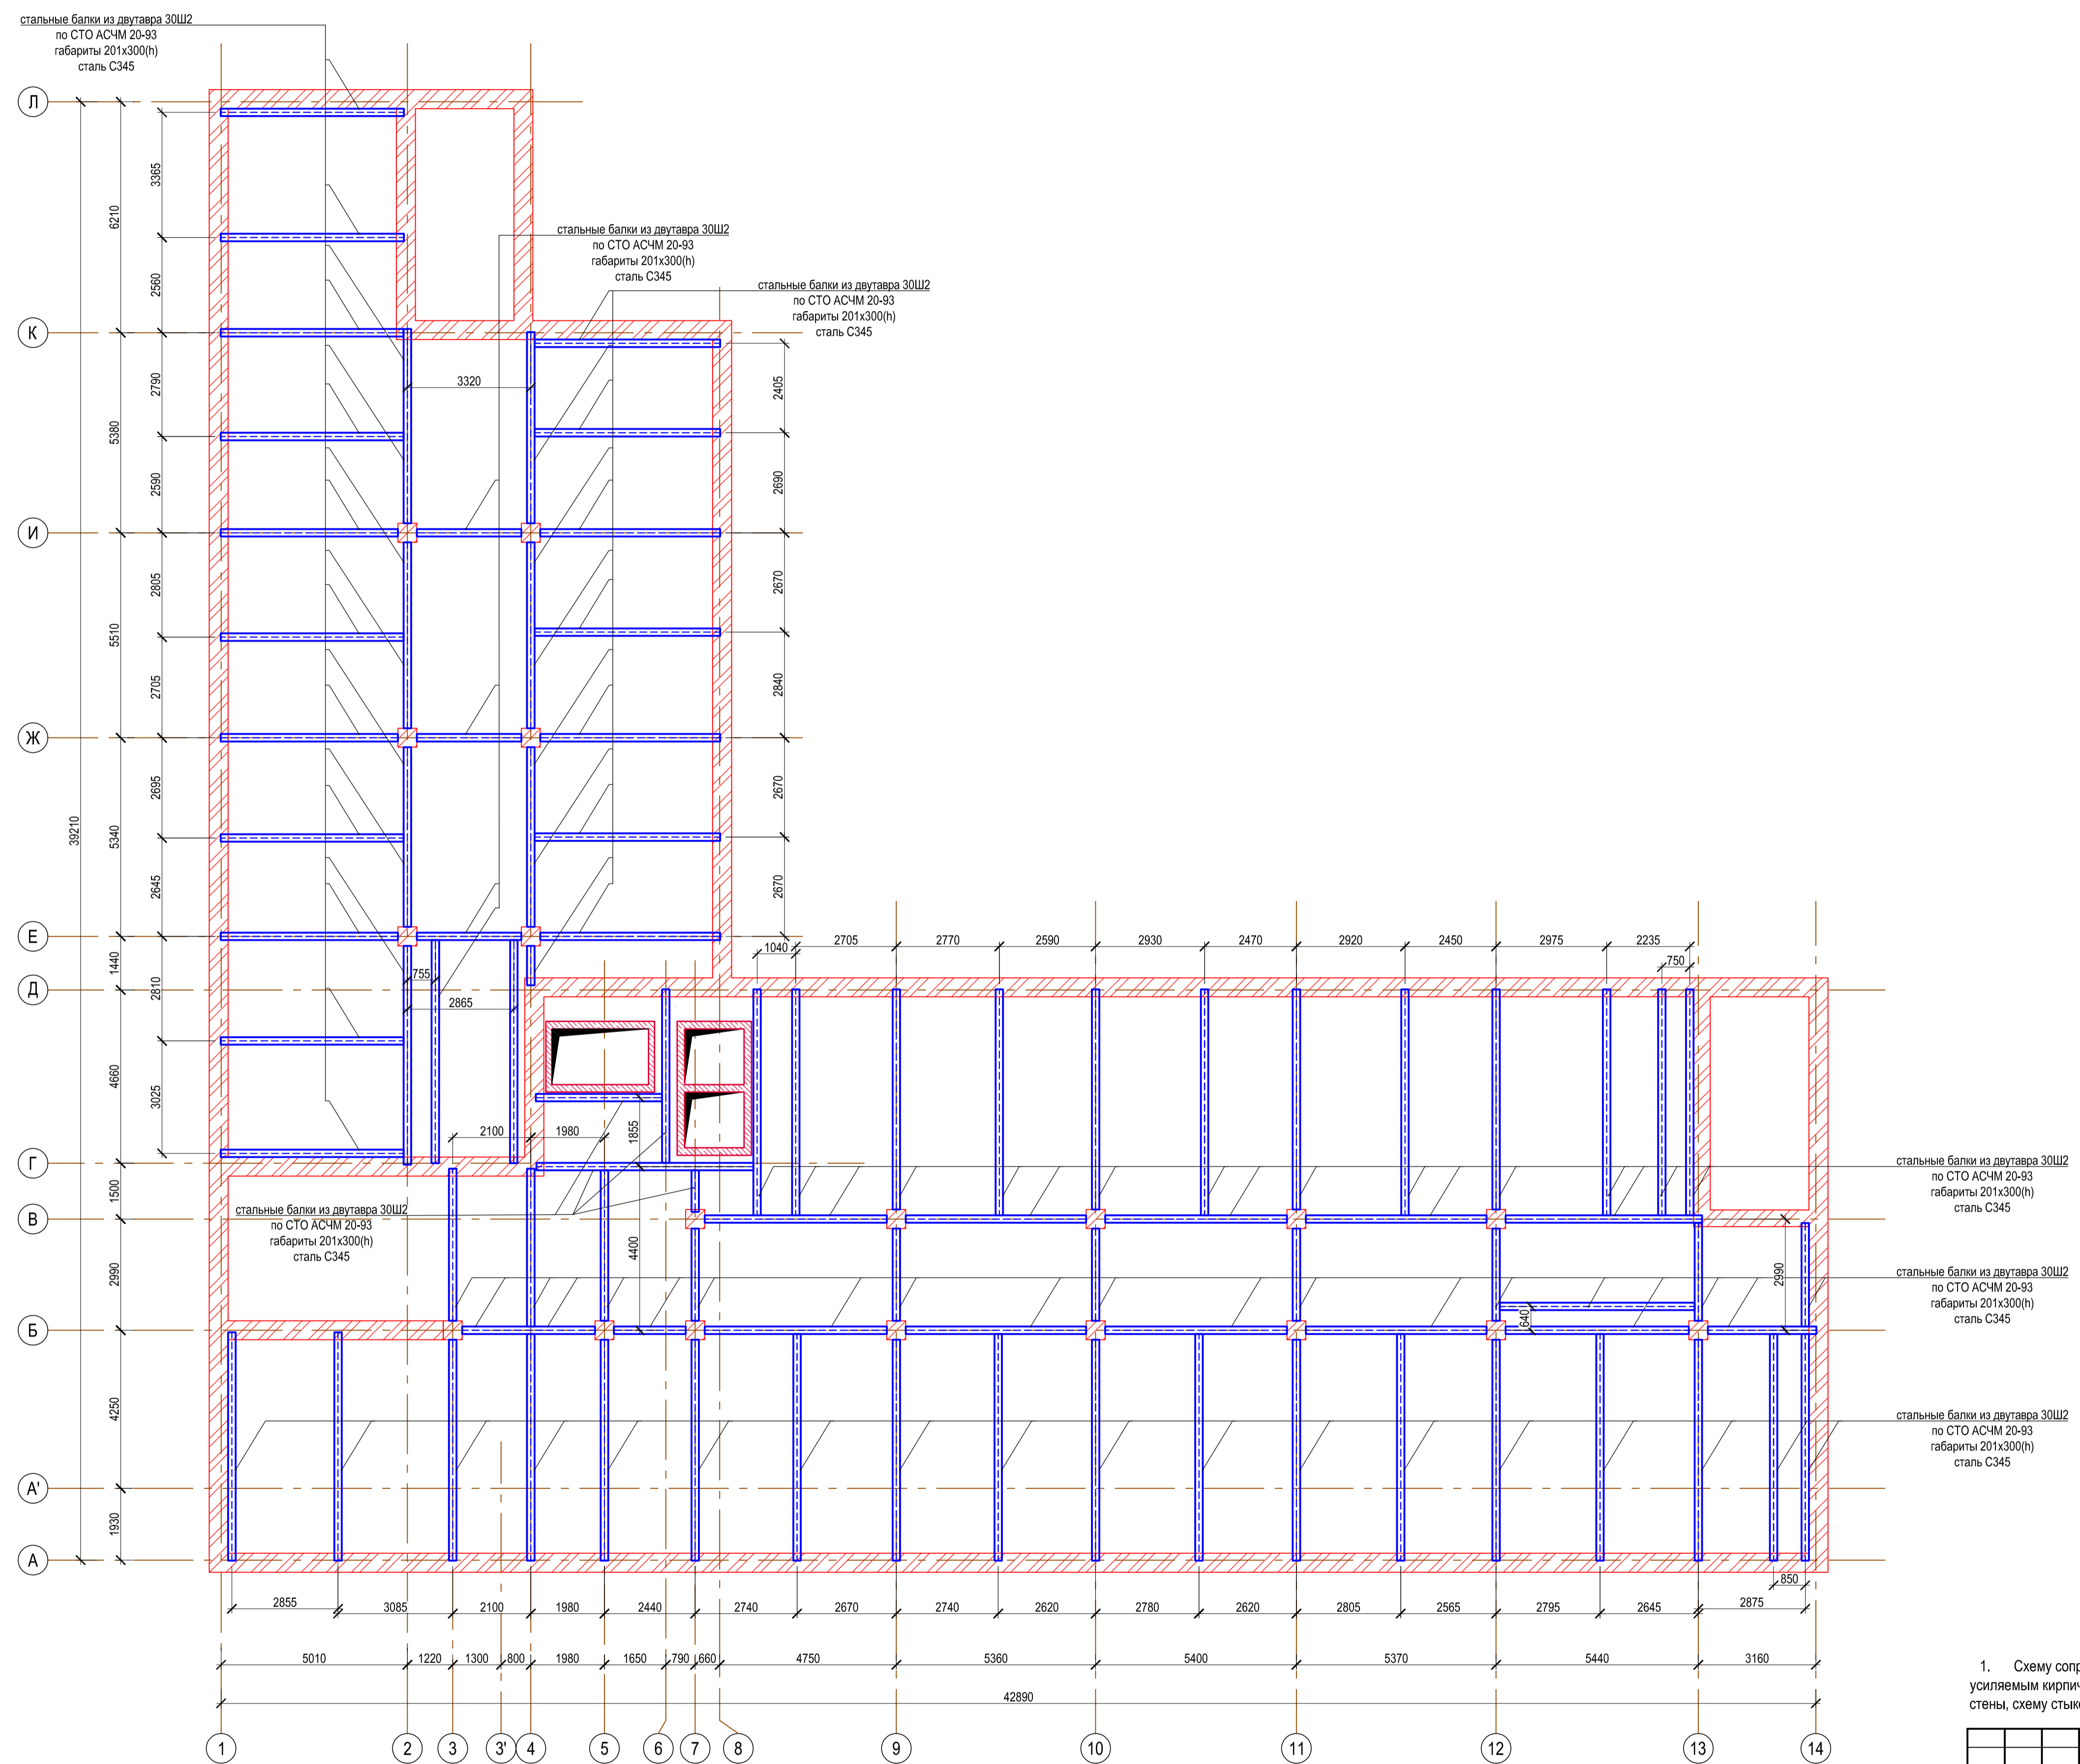 стальные балки из двутавра 30Ш2
по СТО АСЧМ 20-93
габариты 201х300(h)
сталь С345
стальные балки из двутавра 30Ш2
по СТО АСЧМ 20-93
габариты 201х300(h)
сталь С345
стальные балки из двутавра 30Ш2
по СТО АСЧМ 20-93
габариты 201х300(h)
сталь С345
Л
К
И
Ж
Е
Д
Г
В
Б
А'
А
39210
6210
5380
5510
5340
1440
4660
1500
2990
4250
1930
3365
2560
2790
2590
2805
2705
2695
2645
2810
3025
3320
2405
2690
2670
2840
2670
2670
755
2865
2100
1980
1855
4400
1040
2705
2770
2590
2930
2470
2920
2450
2975
2235
750
2990
640
стальные балки из двутавра 30Ш2
по СТО АСЧМ 20-93
габариты 201х300(h)
сталь С345
стальные балки из двутавра 30Ш2
по СТО АСЧМ 20-93
габариты 201х300(h)
сталь С345
стальные балки из двутавра 30Ш2
по СТО АСЧМ 20-93
габариты 201х300(h)
сталь С345
стальные балки из двутавра 30Ш2
по СТО АСЧМ 20-93
габариты 201х300(h)
сталь С345
850
2855
3085
2100
1980
2440
2740
2670
2740
2620
2780
2620
2805
2565
2795
2645
2875
5010
1220
1300
800
1980
1650
790
660
4750
5360
5400
5370
5440
3160
42890
1
2
3
3'
4
5
6
7
8
9
10
11
12
13
14
1. Схему сопр
усиляемым кирпич
стены, схему стык